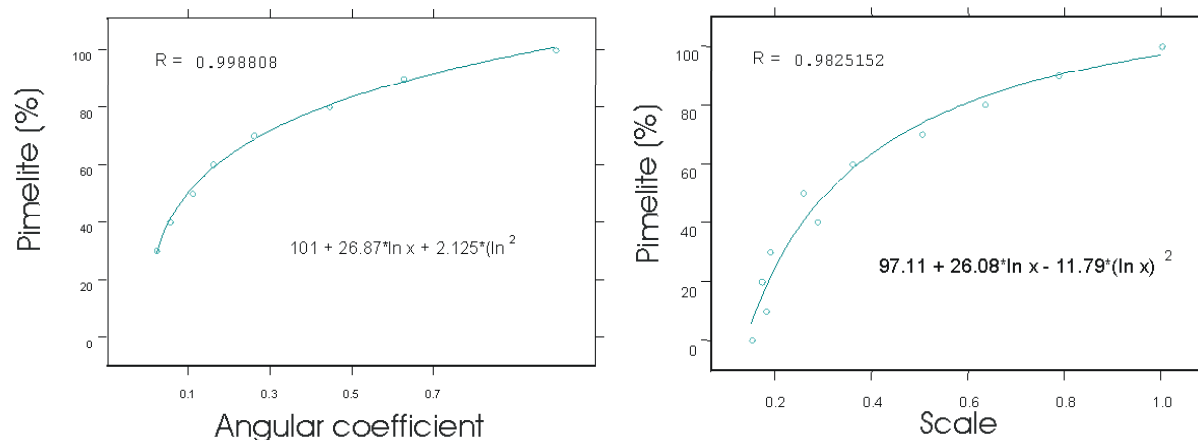 Pimelite (%)
100
80
60
40
20
0
R = 0.998808
101 + 26.87*ln x + 2.125*(ln 2
0.1
0.3
0.5
0.7
Angular coefficient
Pimelite (%)
100
80
60
40
20
0
R = 0.9825152
97.11 + 26.08*ln x - 11.79*(ln x) 2
0.2
0.4
0.6
0.8
1.0
Scale